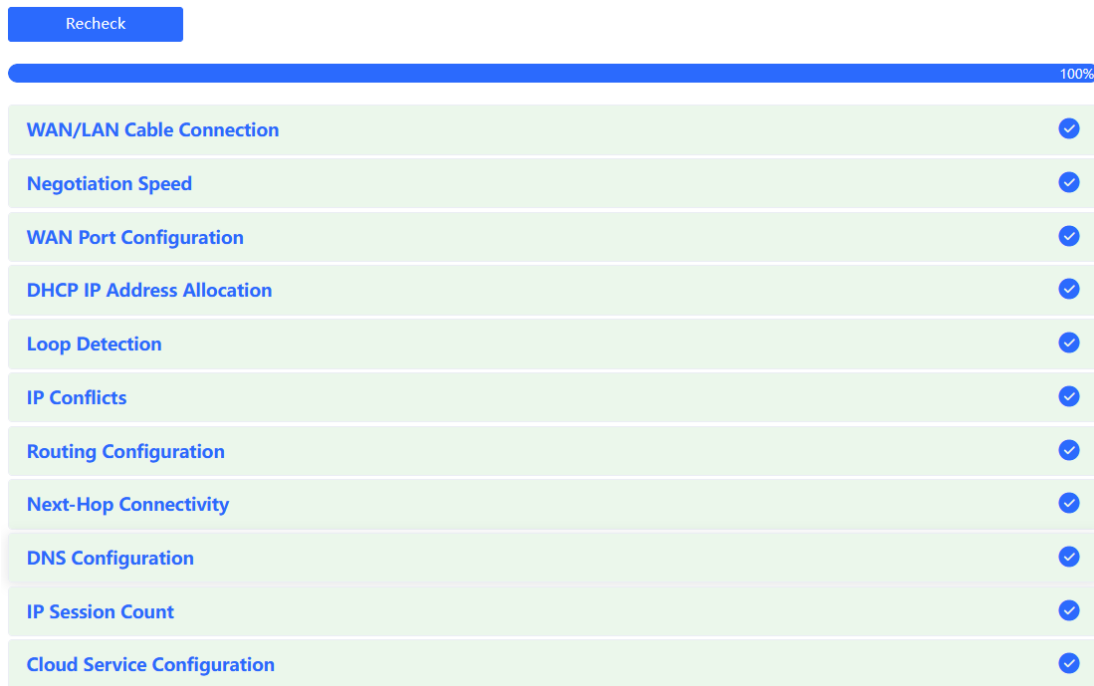 Recheck
100%
WAN/LAN Cable Connection
Negotiation Speed
WAN Port Configuration
DHCP IP Address Allocation
Loop Detection
IP Conflicts
Routing Configuration
Next-Hop Connectivity
DNS Configuration
IP Session Count
Cloud Service Configuration